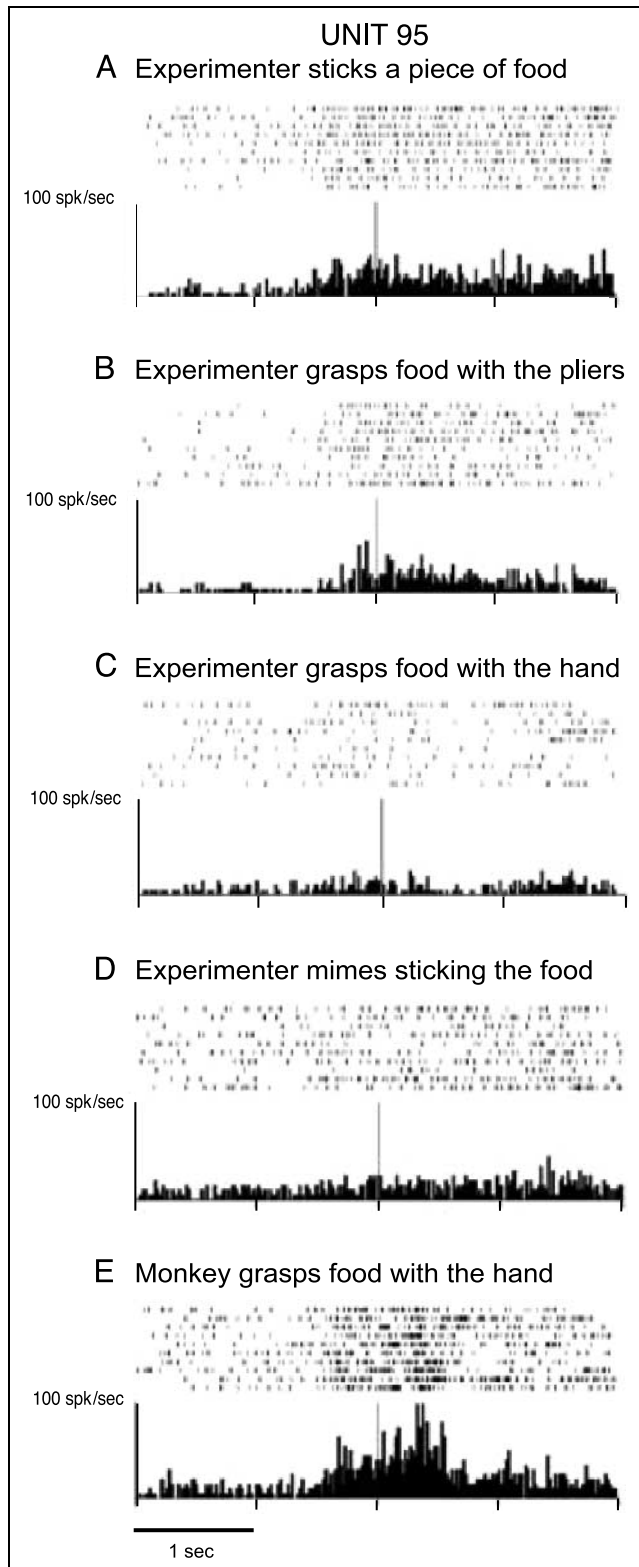 UNIT 95
A Experimenter sticks a piece of food
100 spk/sec
B Experimenter grasps food with the pliers
100 spk/sec
C Experimenter grasps food with the hand
100 spk/sec
D Experimenter mimes sticking the food
100 spk/sec
E Monkey grasps food with the hand
100 spk/sec
1 sec